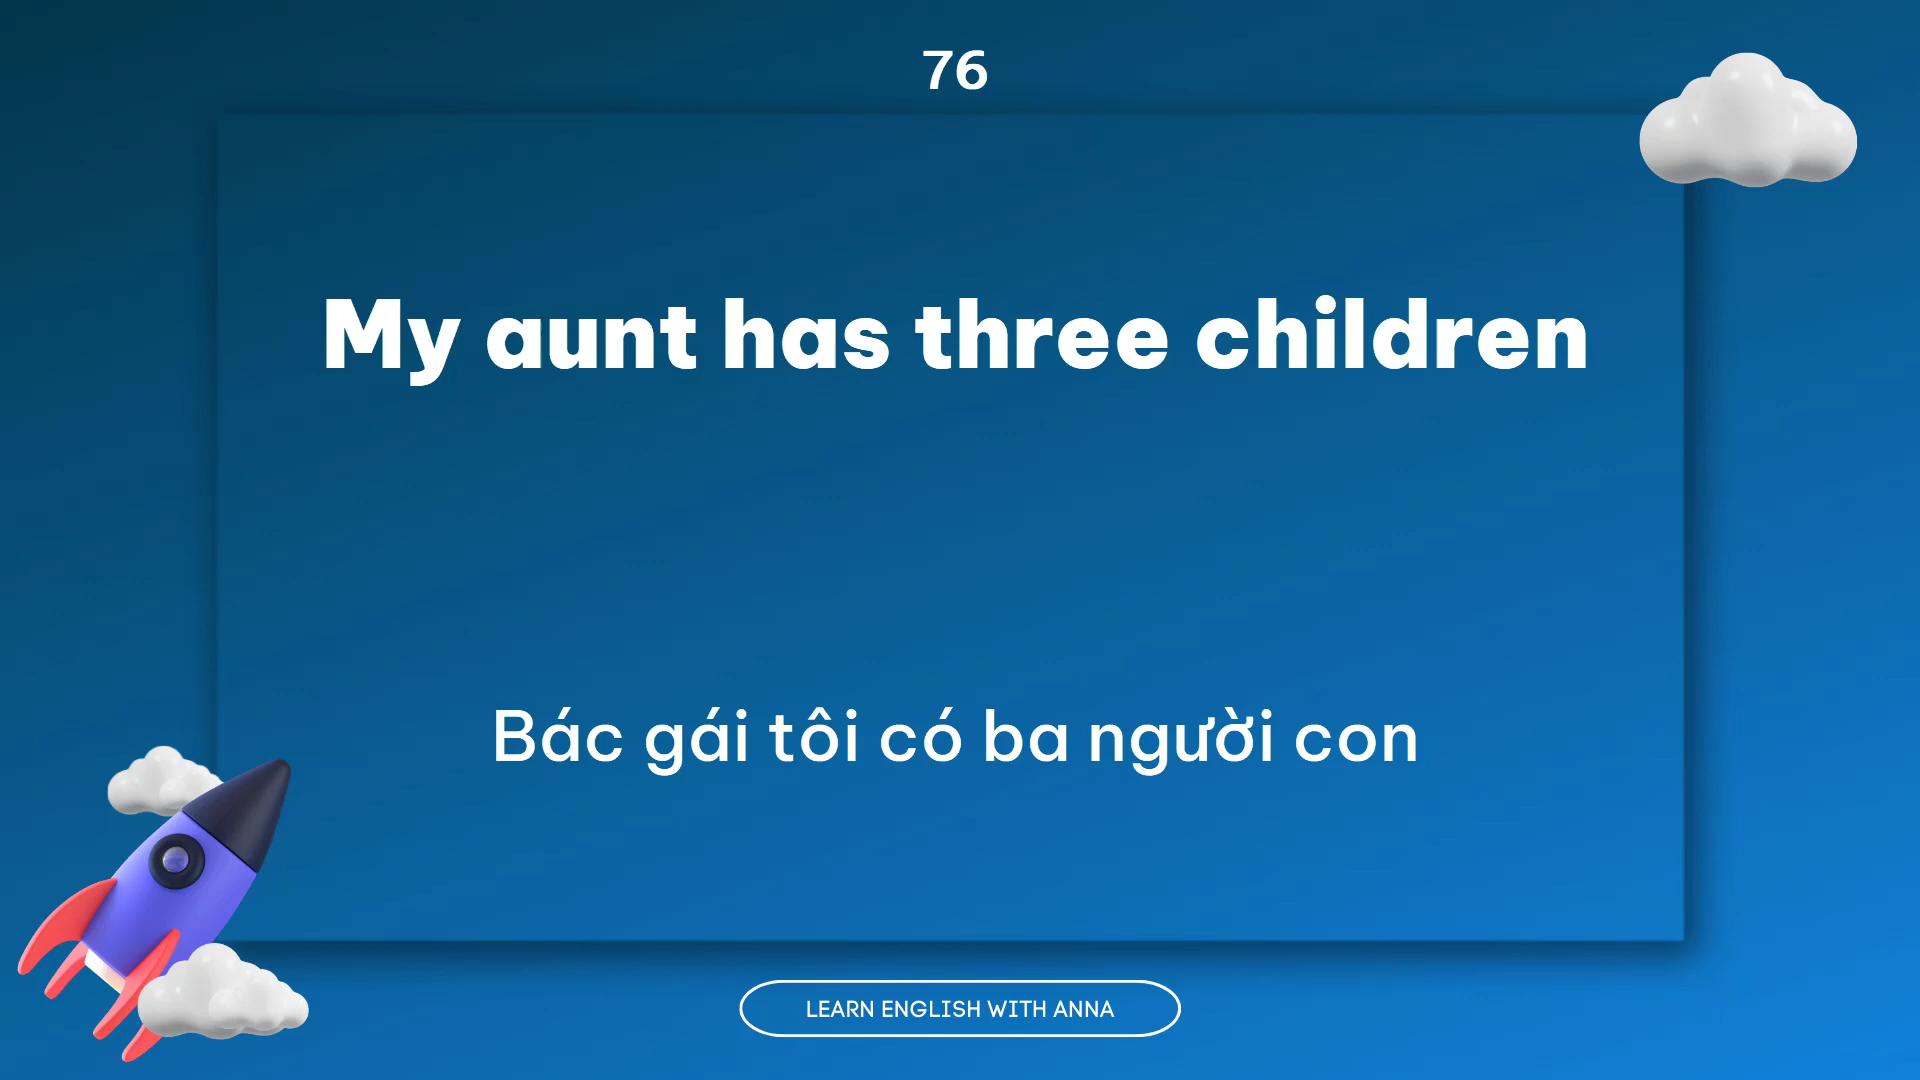 76
My aunt has three children
Bác gái tôi có ba người con
LEARN ENGLISH WITH ANNA